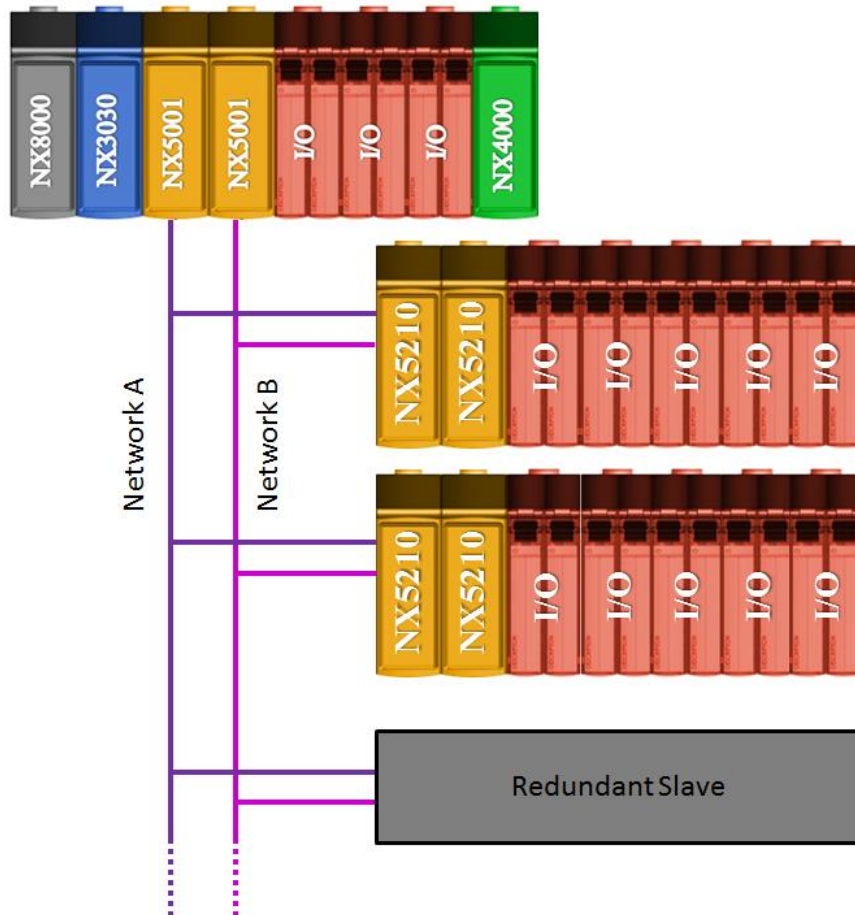 NX8000
NX3030
NX5001
NX5001
I/O
I/O
I/O
NX4000
Network A
Network B
NX5210
NX5210
I/O
I/O
I/O
I/O
I/O
NX5210
NX5210
I/O
I/O
I/O
I/O
I/O
Redundant Slave